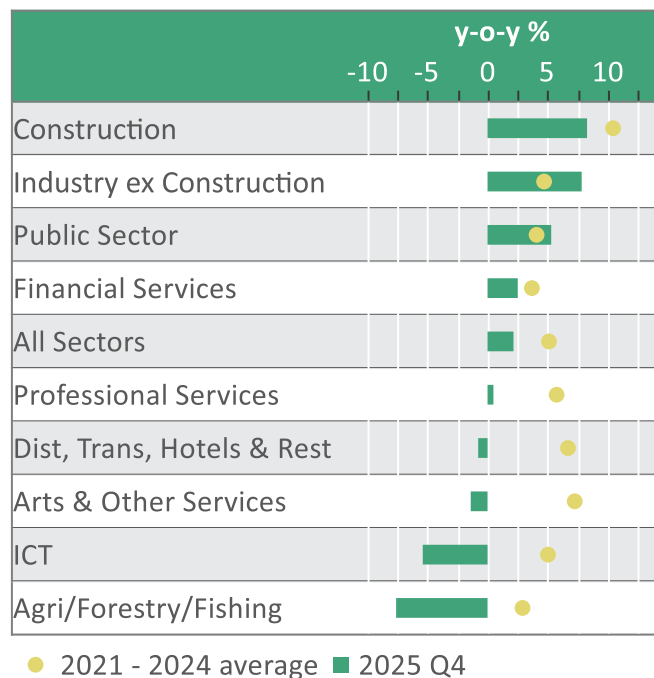 y-o-y %
-10 -5 0 5 10
Construction
Industry ex Construction
Public Sector
Financial Services
All Sectors
Professional Services
Dist, Trans, Hotels & Rest
Arts & Other Services
ICT
Agri/Forestry/Fishing
2021 - 2024 average 2025 Q4